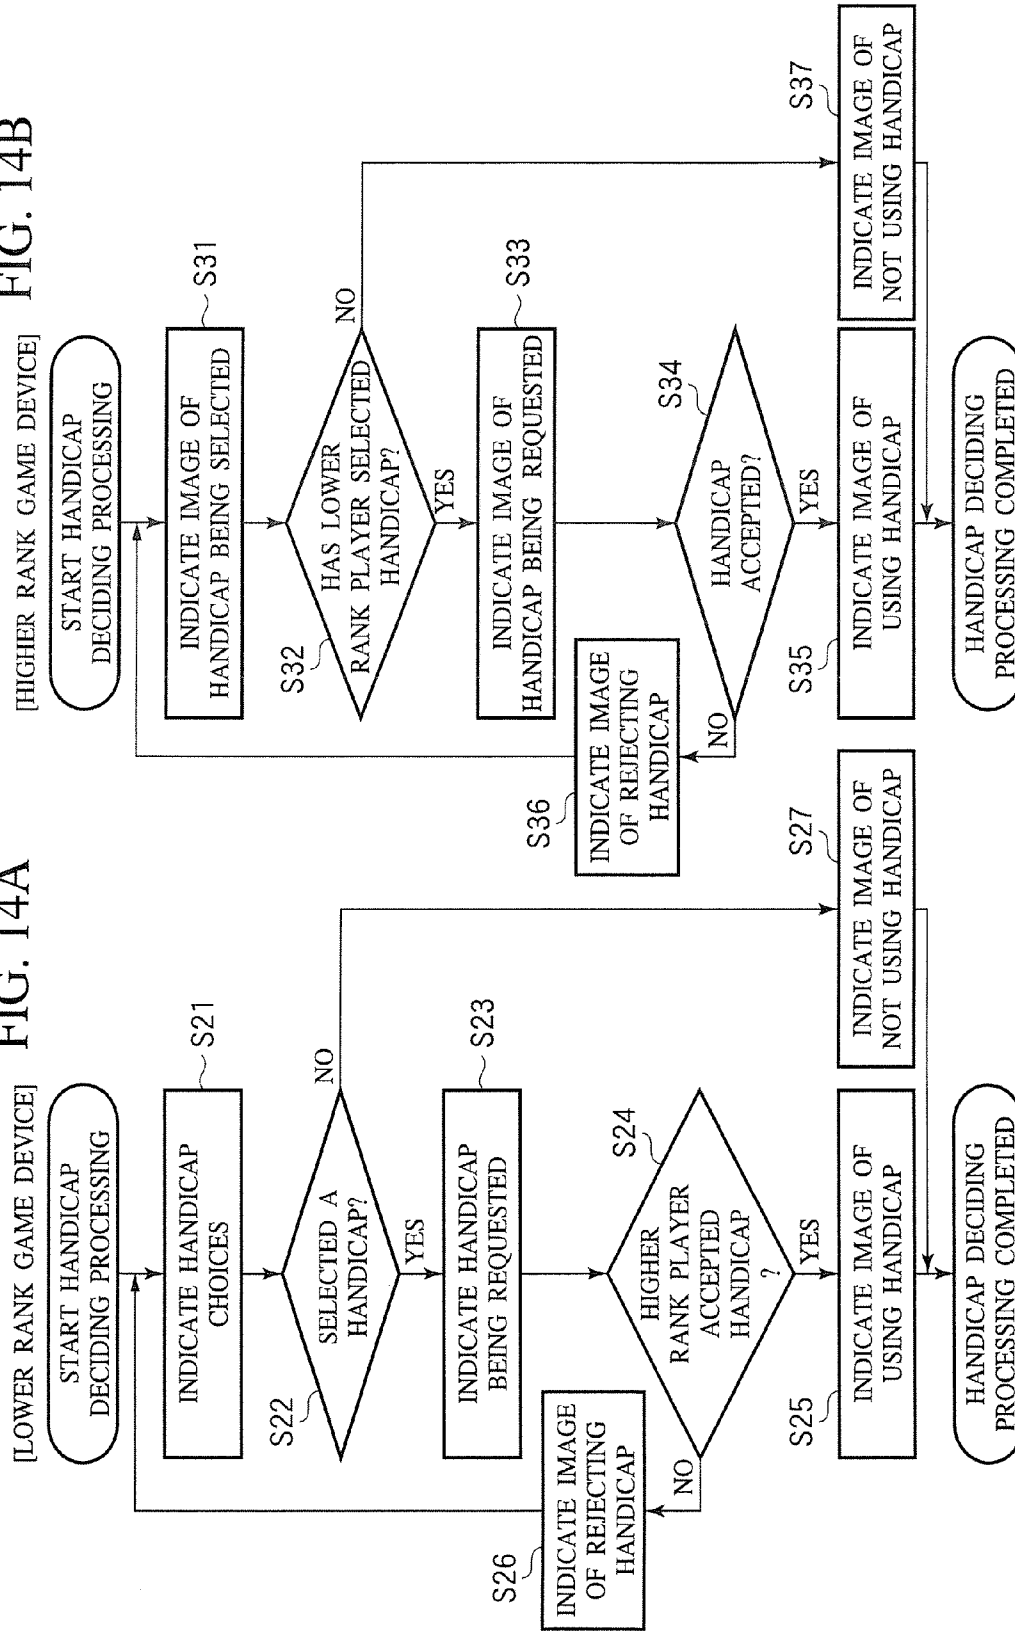 FIG. 14A
[LOWER RANK GAME DEVICE]
START HANDICAP
DECIDING PROCESSING
S21
INDICATE HANDICAP
CHOICES
S22
SELECTED A
HANDICAP?
NO
YES
S23
INDICATE HANDICAP
BEING REQUESTED
S24
HIGHER
RANK PLAYER
ACCEPTED
HANDICAP
?
NO
YES
S26
INDICATE IMAGE
OF REJECTING
HANDICAP
S25
INDICATE IMAGE OF
USING HANDICAP
S27
INDICATE IMAGE OF
NOT USING HANDICAP
HANDICAP DECIDING
PROCESSING COMPLETED
FIG. 14B
[HIGHER RANK GAME DEVICE]
START HANDICAP
DECIDING PROCESSING
S31
INDICATE IMAGE OF
HANDICAP BEING SELECTED
S32
HAS LOWER
RANK PLAYER SELECTED
HANDICAP?
NO
YES
S33
INDICATE IMAGE OF
HANDICAP BEING REQUESTED
S34
HANDICAP
ACCEPTED?
NO
YES
S36
INDICATE IMAGE
OF REJECTING
HANDICAP
S35
INDICATE IMAGE OF
USING HANDICAP
S37
INDICATE IMAGE OF
NOT USING HANDICAP
HANDICAP DECIDING
PROCESSING COMPLETED